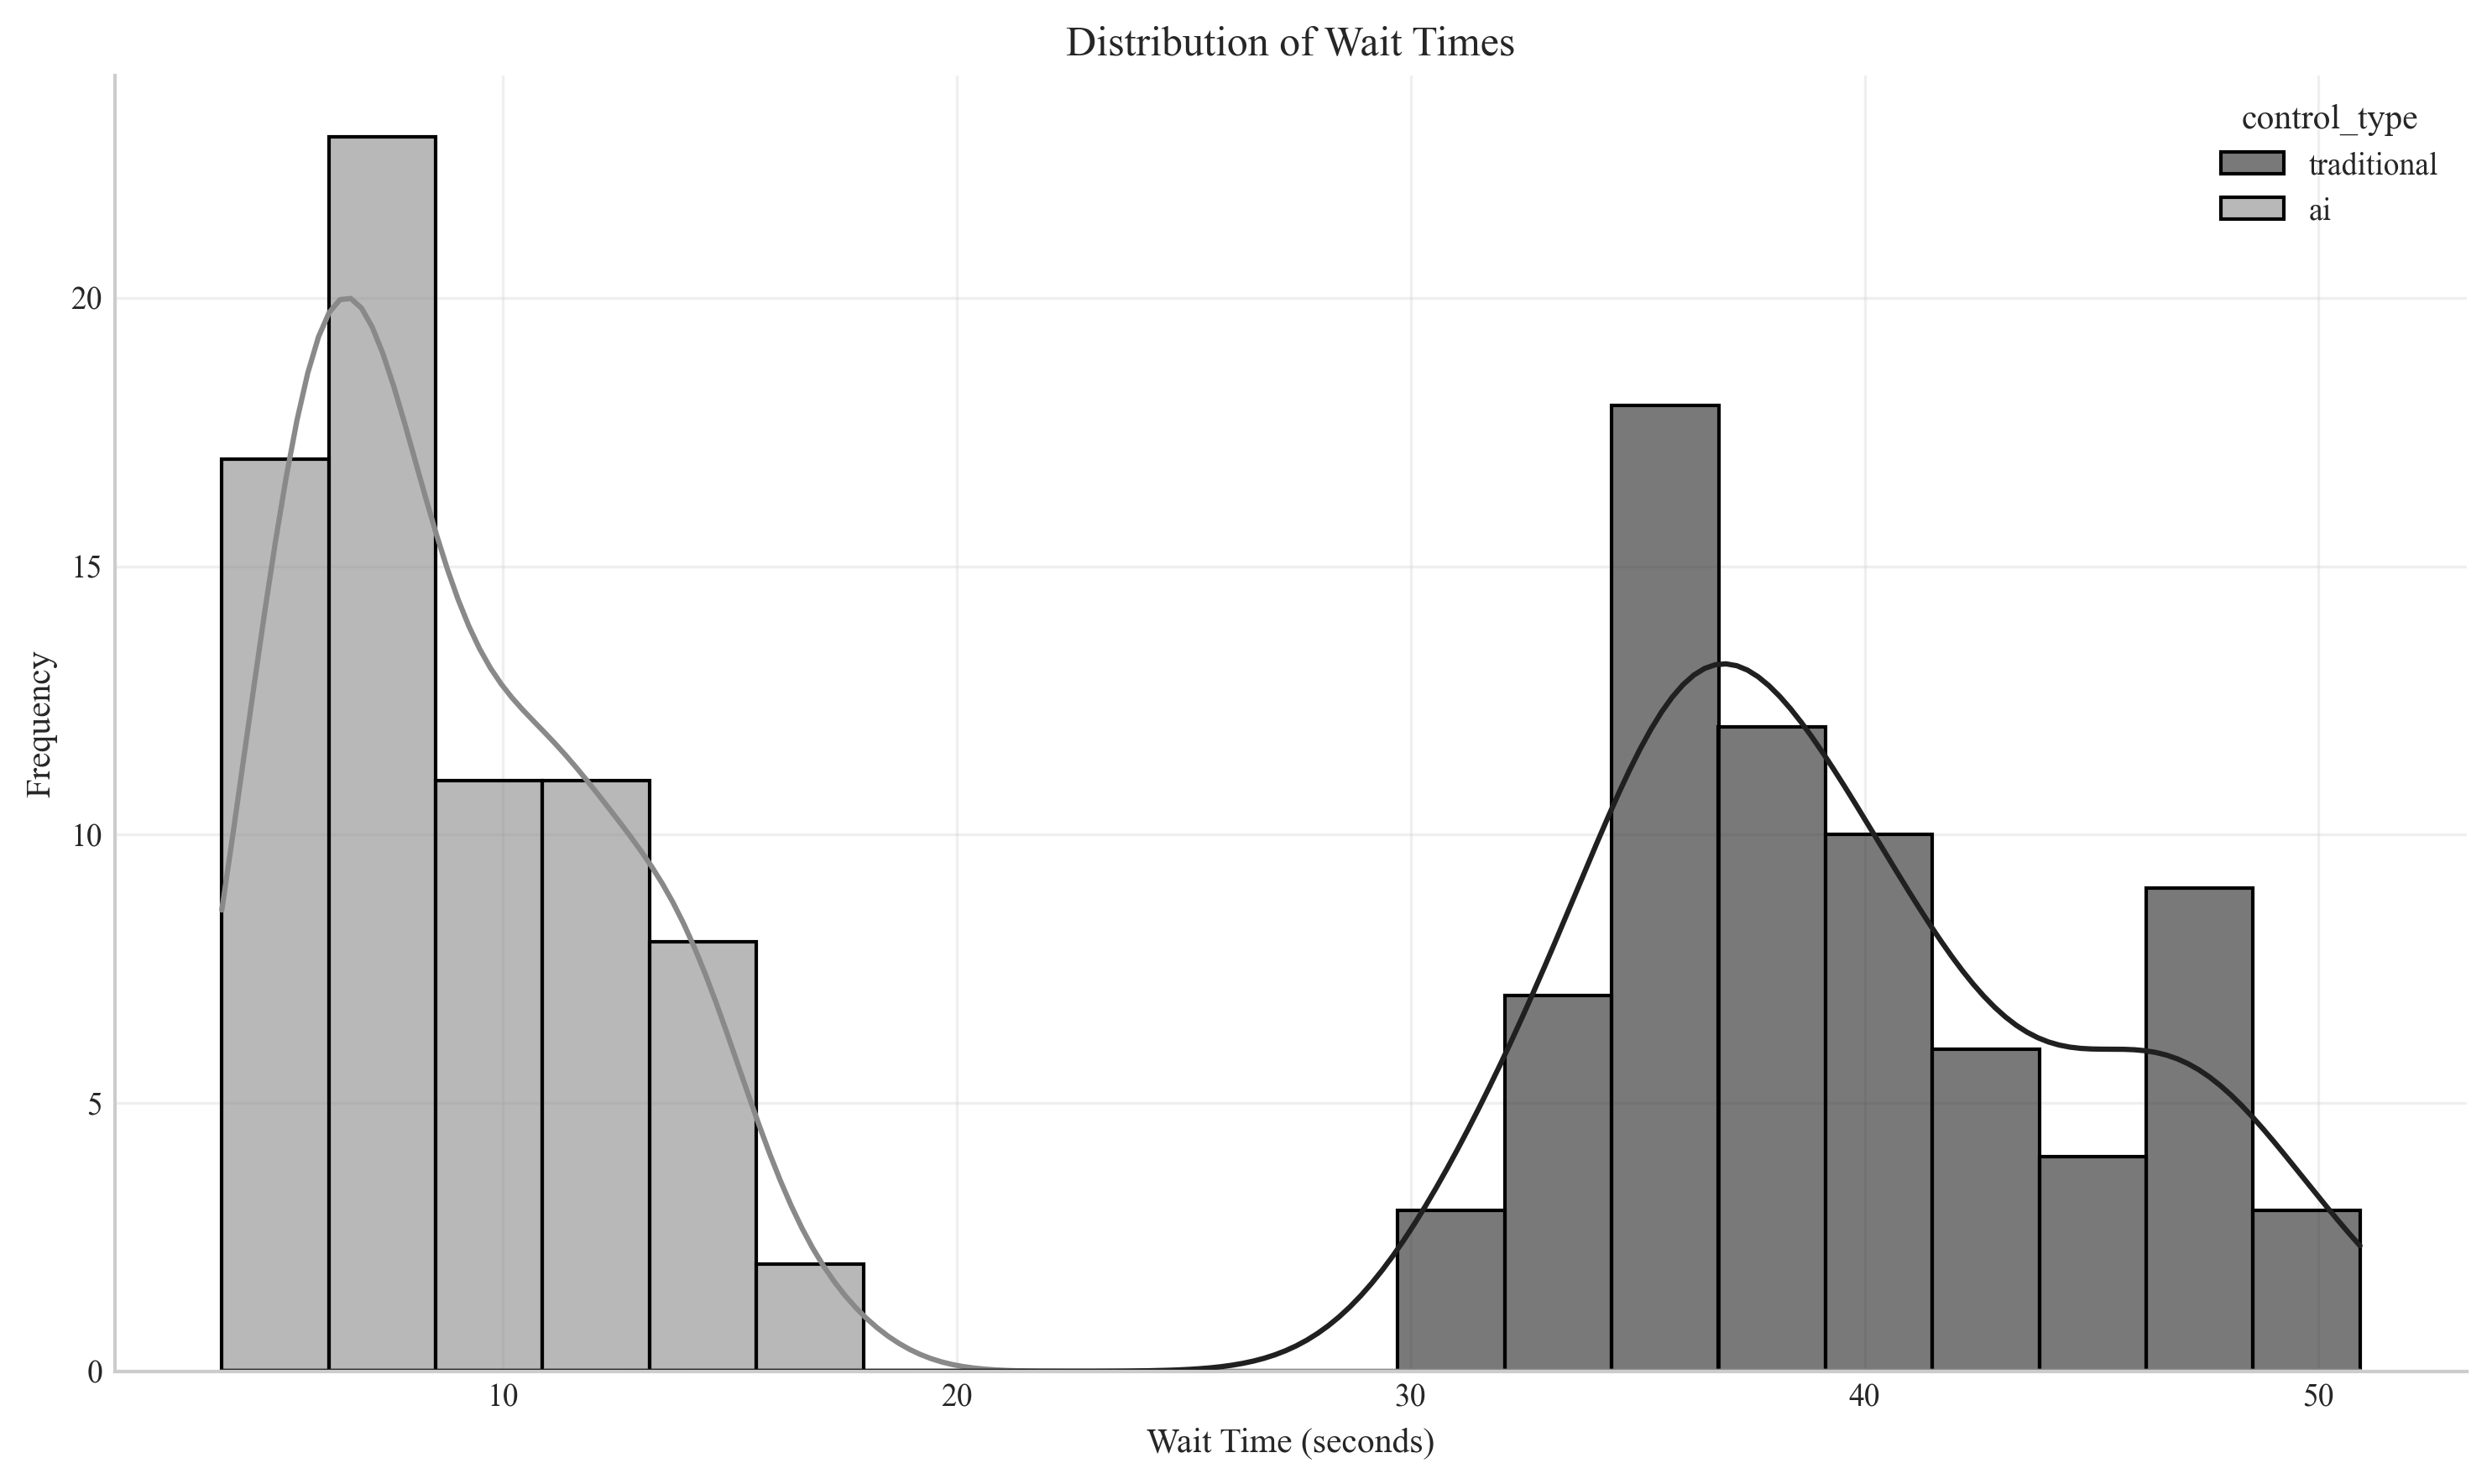 Distribution of Wait Times
control_type
traditional
ai
20
15
10
5
0
Frequency
10 20 30 40 50
Wait Time (seconds)